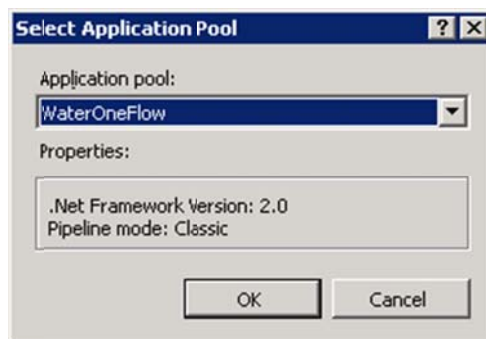 Select Application Pool
Application pool:
WaterOneFlow
Properties:
.Net Framework Version: 2.0
Pipeline mode: Classic
OK
Cancel